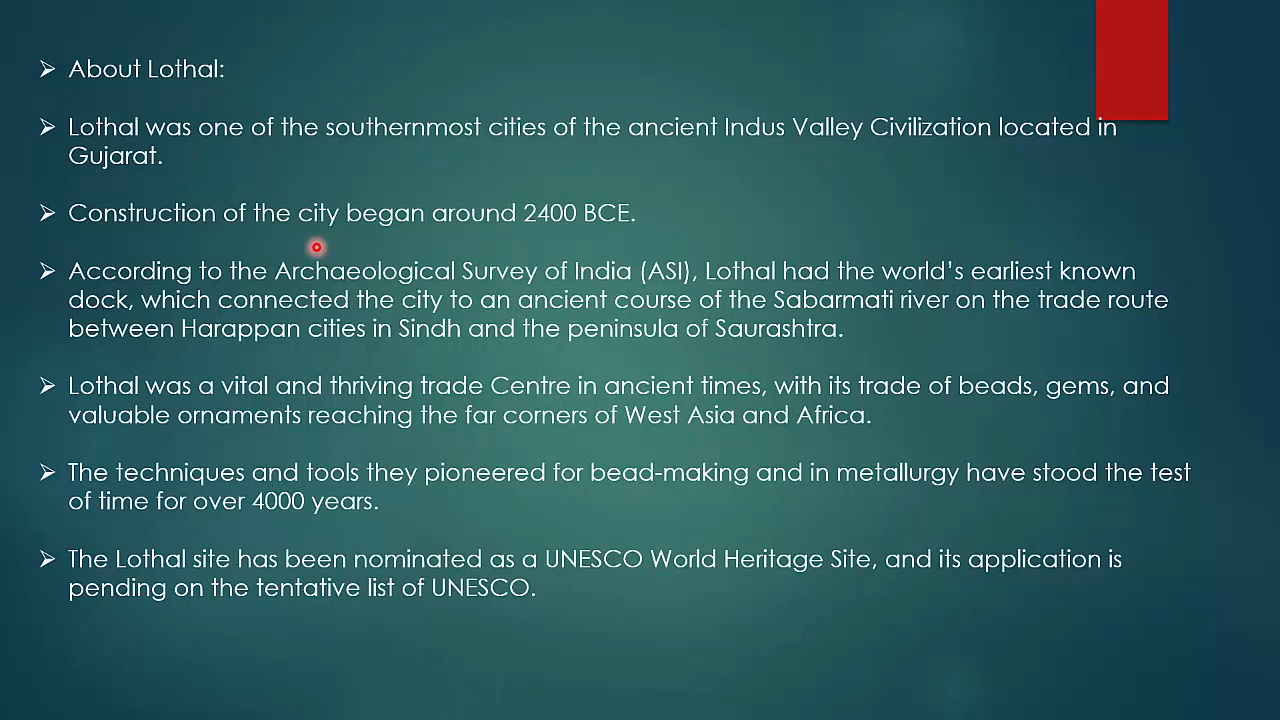 About Lothal:
Lothal was one of the southernmost cities of the ancient Indus Valley Civilization located in
Gujarat.
Construction of the city began around 2400 BCE.
According to the Archaeological Survey of India (ASI), Lothal had the world's earliest known
dock, which connected the city to an ancient course of the Sabarmati river on the trade route
between Harappan cities in Sindh and the peninsula of Saurashtra.
Lothal was a vital and thriving trade Centre in ancient times, with its trade of beads, gems, and
valuable ornaments reaching the far corners of West Asia and Africa.
The techniques and tools they pioneered for bead-making and in metallurgy have stood the test
of time for over 4000 years.
The Lothal site has been nominated as a UNESCO World Heritage Site, and its application is
pending on the tentative list of UNESCO.